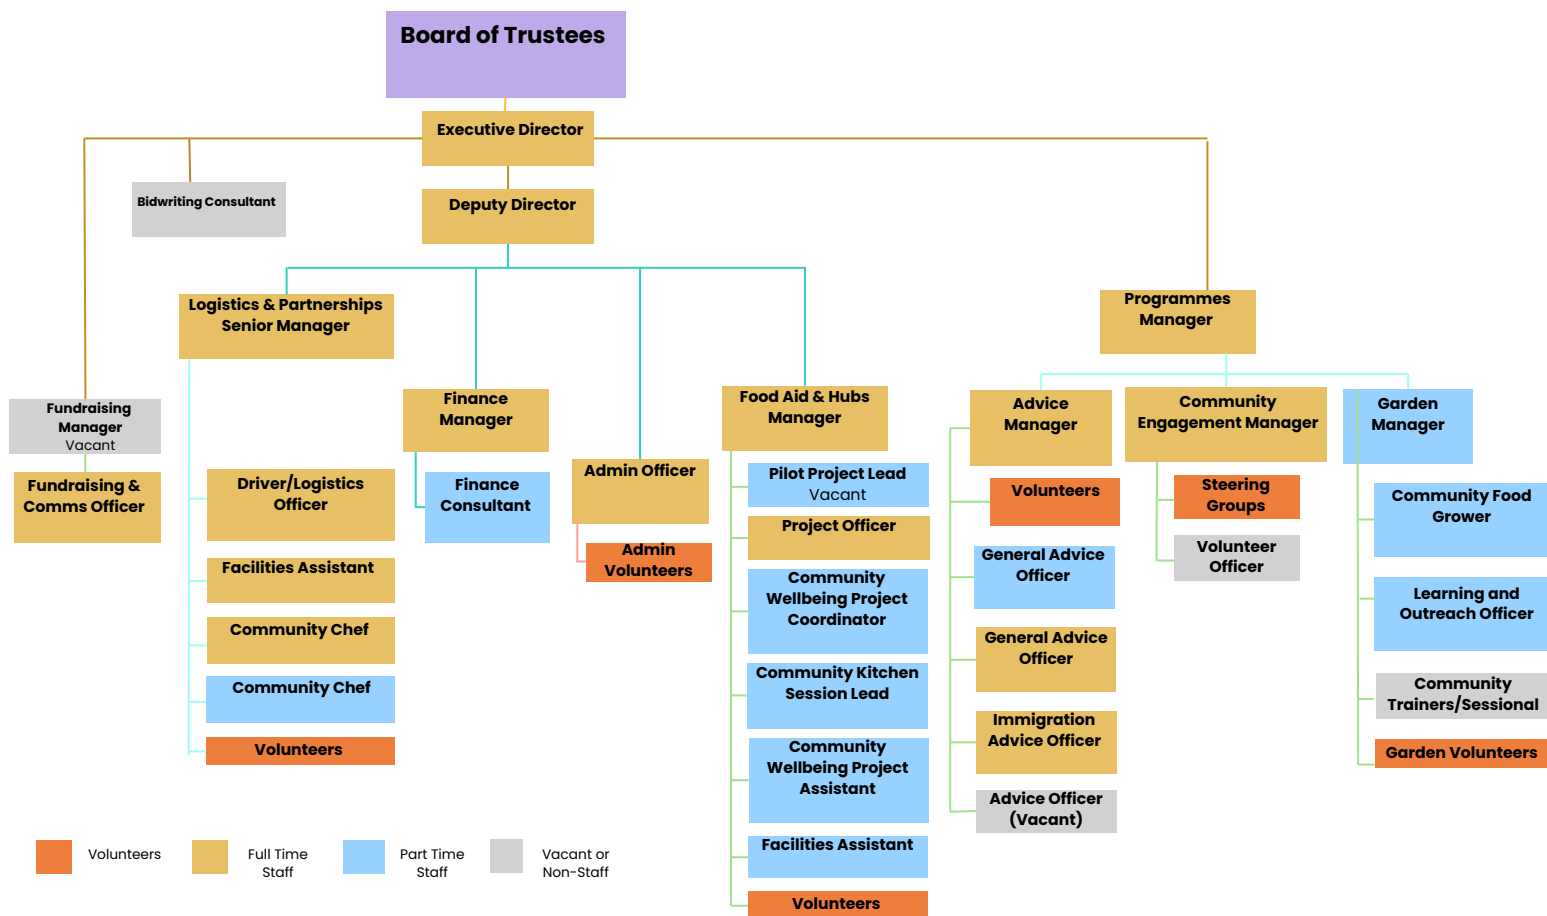 Board of Trustees
Executive Director
Bidwriting Consultant
Deputy Director
Logistics & Partnerships
Senior Manager
Programmes
Manager
Fundraising
Manager
Vacant
Fundraising &
Comms Officer
Driver/Logistics
Officer
Facilities Assistant
Community Chef
Community Chef
Volunteers
Finance
Manager
Finance
Consultant
Admin Officer
Admin
Volunteers
Food Aid & Hubs
Manager
Pilot Project Lead
Vacant
Project Officer
Community
Wellbeing Project
Coordinator
Community Kitchen
Session Lead
Community
Wellbeing Project
Assistant
Facilities Assistant
Volunteers
Advice
Manager
Volunteers
General Advice
Officer
General Advice
Officer
Immigration
Advice Officer
Advice Officer
(Vacant)
Community
Engagement Manager
Steering
Groups
Volunteer
Officer
Garden
Manager
Community Food
Grower
Learning and
Outreach Officer
Community
Trainers/Sessional
Garden Volunteers
Volunteers
Full Time
Staff
Part Time
Staff
Vacant or
Non-Staff